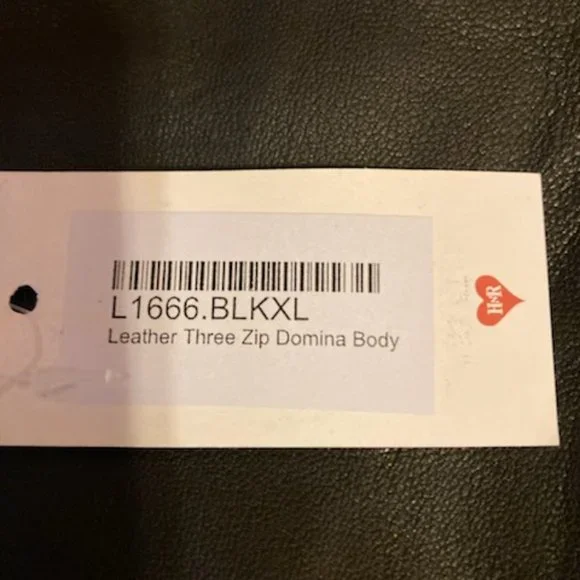 L1666.BLKXL
Leather Three Zip Domina Body
H&R